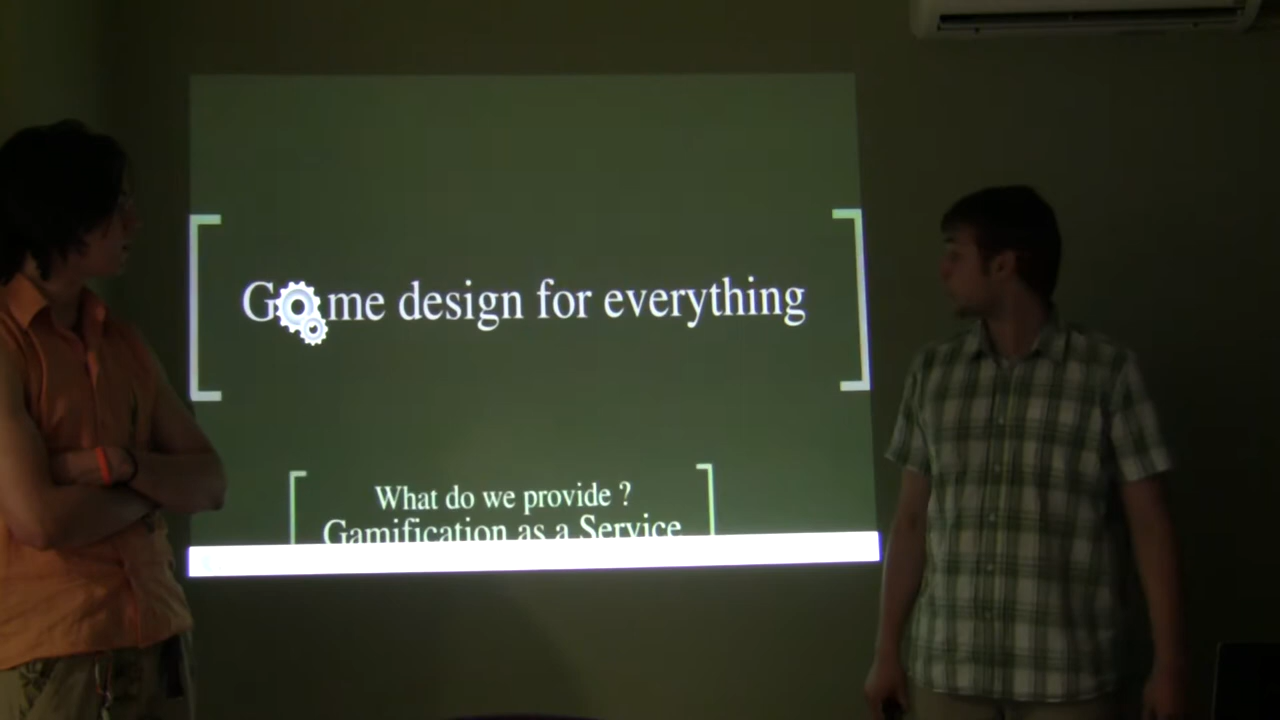 Game design for everything
What do we provide ?
Gamification as a Service